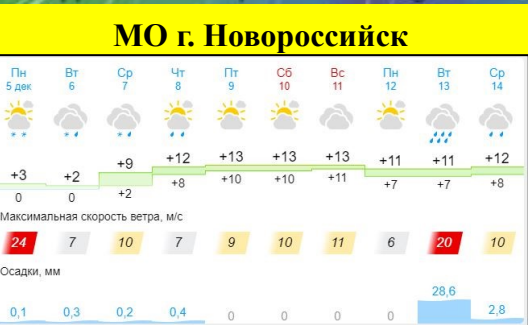 МО г. Новороссийск
Пн Вт Ср Чт Пт Сб Вс Пн Вт Ср
5 дек 6 7 8 9 10 11 12 13 14
+3 +2 +9 +12 +13 +13 +13 +11 +11 +12
0 0 +2 +8 +10 +10 +11 +7 +7 +8
Максимальная скорость ветра, м/с
24 7 10 7 9 10 11 6 20 10
Осадки, мм
0,1 0,3 0,2 0,4 0 0 0 0 28,6 2,8